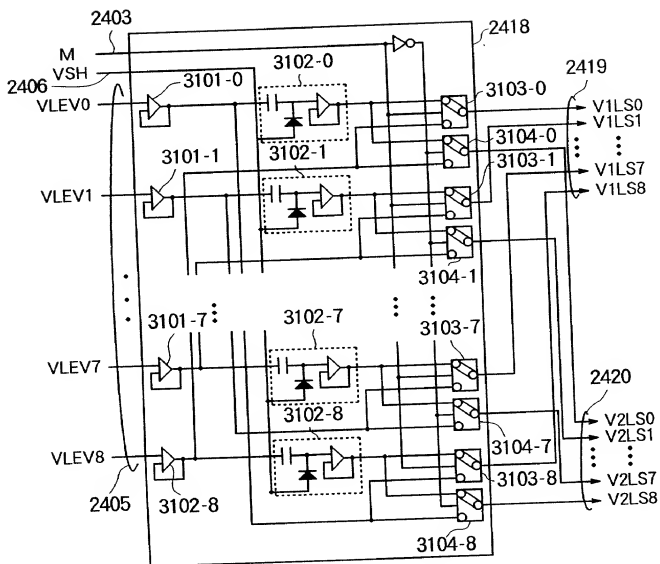 2403
M
VSH
2406
3101-0
3102-0
2418
3103-0
2419
VLEV0
V1LS0
V1LS1
3104-0
3101-1
3102-1
3103-1
VLEV1
V1LS7
V1LS8
3104-1
3101-7
3102-7
3103-7
VLEV7
3102-8
2420
V2LS0
V2LS1
3104-7
VLEV8
3103-8
2405
3102-8
V2LS7
V2LS8
3104-8